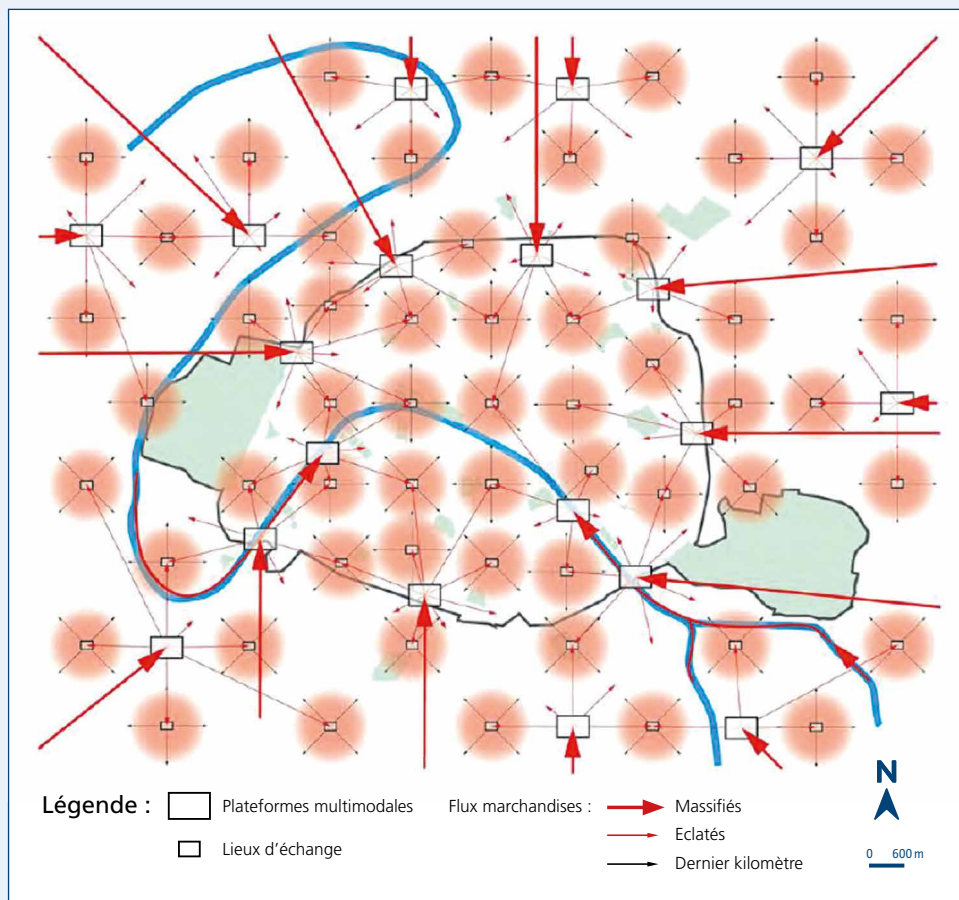 Légende :
Plateformes multimodales
Lieux d'échange
Flux marchandises :
Massifiés
Eclatés
Dernier kilomètre
N
0 600 m